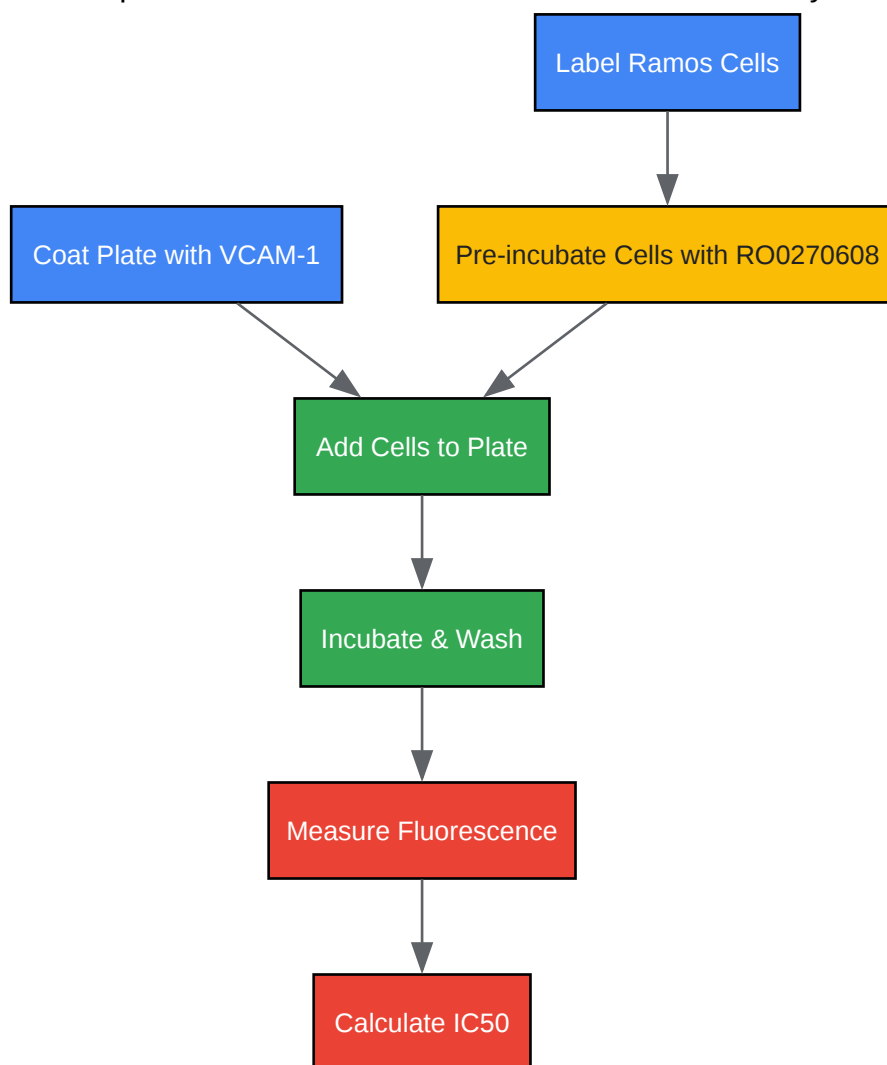 Label Ramos Cells
Coat Plate with VCAM-1
Pre-incubate Cells with RO0270608
Add Cells to Plate
Incubate & Wash
Measure Fluorescence
Calculate IC50